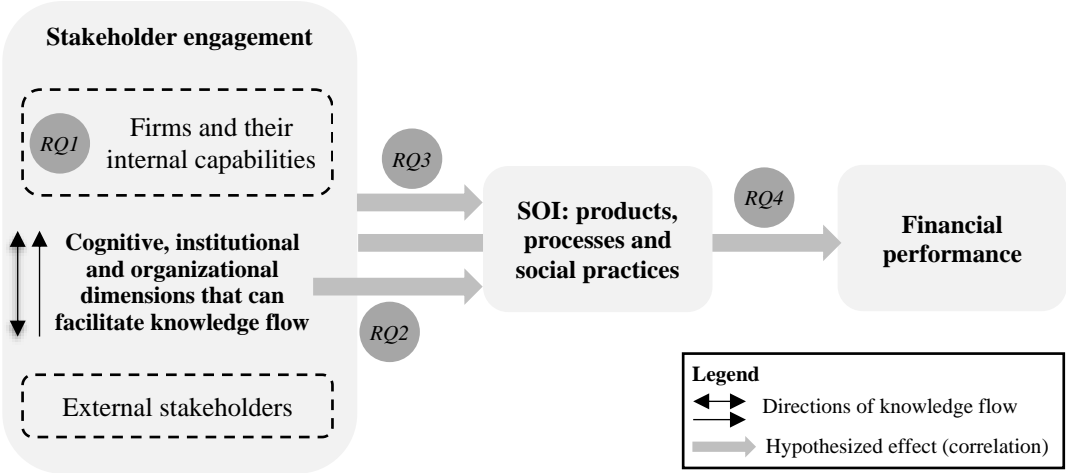 Stakeholder engagement
RQ1
Firms and their
internal capabilities
Cognitive, institutional
and organizational
dimensions that can
facilitate knowledge flow
External stakeholders
RQ3
RQ2
SOI: products,
processes and
social practices
RQ4
Financial
performance
Legend
Directions of knowledge flow
Hypothesized effect (correlation)